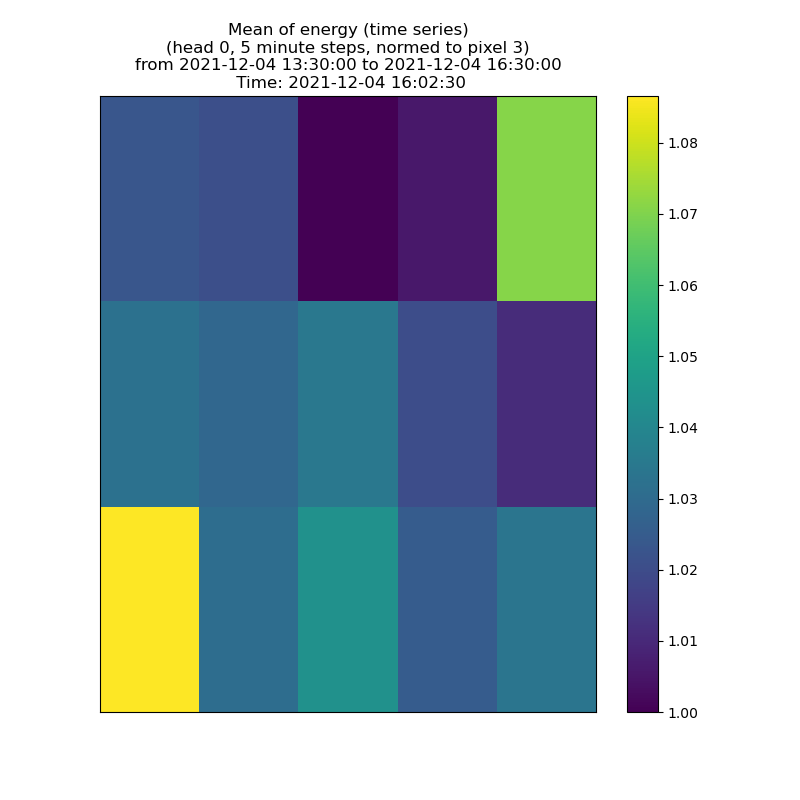 Mean of energy (time series)
(head 0, 5 minute steps, normed to pixel 3)
from 2021-12-04 13:30:00 to 2021-12-04 16:30:00
Time: 2021-12-04 16:02:30
1.08
1.07
1.06
1.05
1.04
1.03
1.02
1.01
1.00